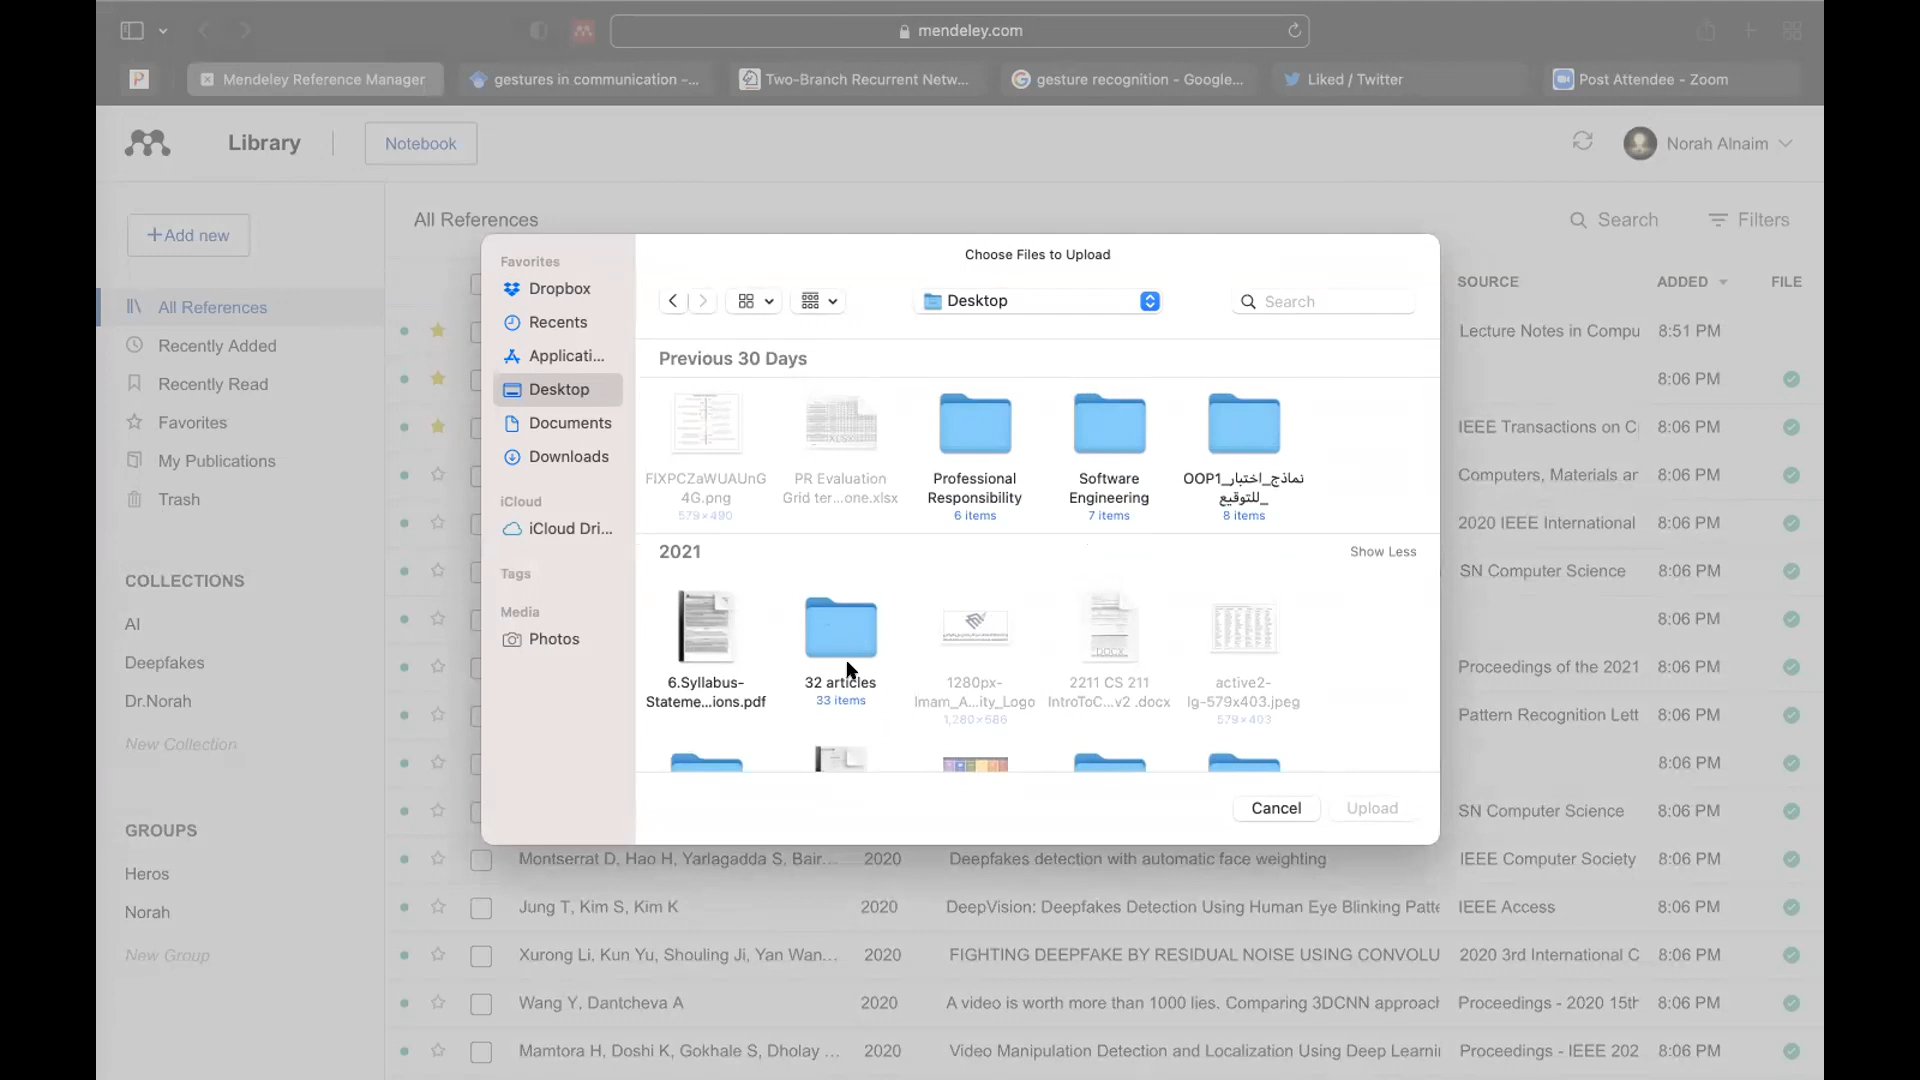 mendeley.com
Mendeley Reference Manager
gestures in communication -...
Two-Branch Recurrent Netw...
gesture recognition - Google...
Liked / Twitter
Post Attendee - Zoom
Library
Notebook
Norah Alnaim
+Add new
All References
Search
Filters
All References
Recently Added
Recently Read
Favorites
My Publications
Trash
COLLECTIONS
AI
Deepfakes
Dr.Norah
New Collection
GROUPS
Heros
Norah
New Group
Choose Files to Upload
Favorites
Dropbox
Recents
Applicati...
Desktop
Documents
Downloads
iCloud
iCloud Dri...
Tags
Media
Photos
Desktop
Search
Previous 30 Days
FIXPCZaWUAUnG
4G.png
579×490
XLSX
PR Evaluation
Grid ter...one.xlsx
Professional
Responsibility
6 items
Software
Engineering
7 items
نماذج_اختبار_OOP1
_للتوقيع
8 items
2021
Show Less
6.Syllabus-
Stateme...ions.pdf
32 articles
33 items
1280px-
Imam_A...ity_Logo
1,280×686
DOCX
2211 CS 211
IntroToC...v2 .docx
active2-
lg-579x403.jpeg
579×403
Cancel
Upload
SOURCE ADDED FILE
Lecture Notes in Compu 8:51 PM
8:06 PM
IEEE Transactions on C 8:06 PM
Computers, Materials ar 8:06 PM
2020 IEEE International 8:06 PM
SN Computer Science 8:06 PM
8:06 PM
Proceedings of the 2021 8:06 PM
Pattern Recognition Lett 8:06 PM
8:06 PM
SN Computer Science 8:06 PM
Montserrat D, Hao H, Yarlagadda S, Bair... 2020 Deepfakes detection with automatic face weighting IEEE Computer Society 8:06 PM
Jung T, Kim S, Kim K 2020 DeepVision: Deepfakes Detection Using Human Eye Blinking Patte IEEE Access 8:06 PM
Xurong Li, Kun Yu, Shouling Ji, Yan Wan... 2020 FIGHTING DEEPFAKE BY RESIDUAL NOISE USING CONVOLU 2020 3rd International C 8:06 PM
Wang Y, Dantcheva A 2020 A video is worth more than 1000 lies. Comparing 3DCNN approach Proceedings - 2020 15th 8:06 PM
Mamtora H, Doshi K, Gokhale S, Dholay ... 2020 Video Manipulation Detection and Localization Using Deep Learni Proceedings - IEEE 202 8:06 PM